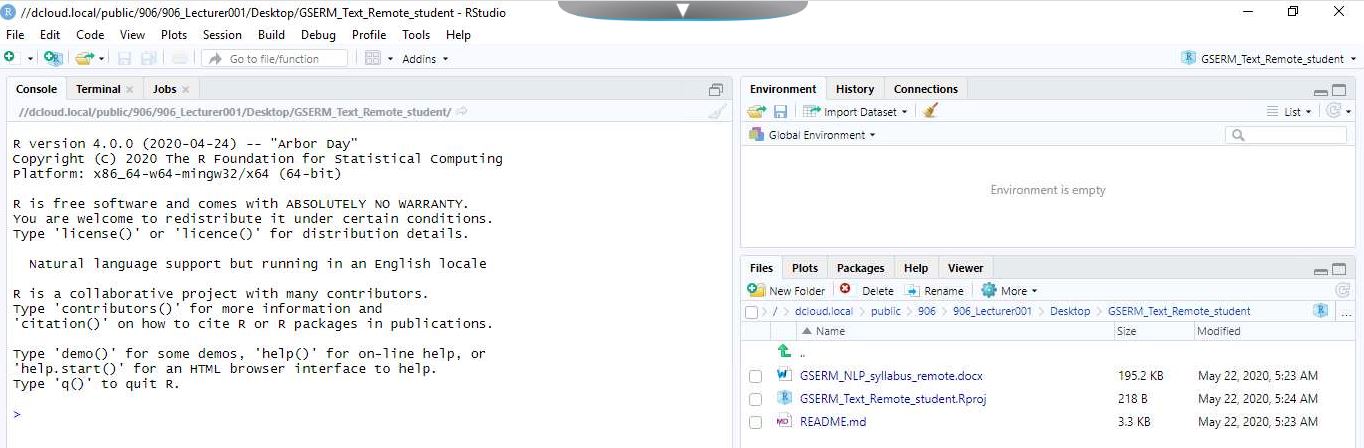 //dcloud.local/public/906/906_Lecturer001/Desktop/GSERM_Text_Remote_student - RStudio
File Edit Code View Plots Session Build Debug Profile Tools Help
Go to file/function Addins GSERM_Text_Remote_student
Console Terminal Jobs
//dcloud.local/public/906/906_Lecturer001/Desktop/GSERM_Text_Remote_student/
R version 4.0.0 (2020-04-24) -- "Arbor Day"
Copyright (C) 2020 The R Foundation for Statistical Computing
Platform: x86_64-w64-mingw32/x64 (64-bit)
R is free software and comes with ABSOLUTELY NO WARRANTY.
You are welcome to redistribute it under certain conditions.
Type 'license()' or 'licence()' for distribution details.
Natural language support but running in an English locale
R is a collaborative project with many contributors.
Type 'contributors()' for more information and
'citation()' on how to cite R or R packages in publications.
Type 'demo()' for some demos, 'help()' for on-line help, or
'help.start()' for an HTML browser interface to help.
Type 'q()' to quit R.
>
Environment History Connections
Import Dataset List
Global Environment
Environment is empty
Files Plots Packages Help Viewer
New Folder Delete Rename More
/ dcloud.local public 906 906_Lecturer001 Desktop GSERM_Text_Remote_student ...
Name Size Modified
..
GSERM_NLP_syllabus_remote.docx 195.2 KB May 22, 2020, 5:23 AM
GSERM_Text_Remote_student.Rproj 218 B May 22, 2020, 5:24 AM
README.md 3.3 KB May 22, 2020, 5:23 AM